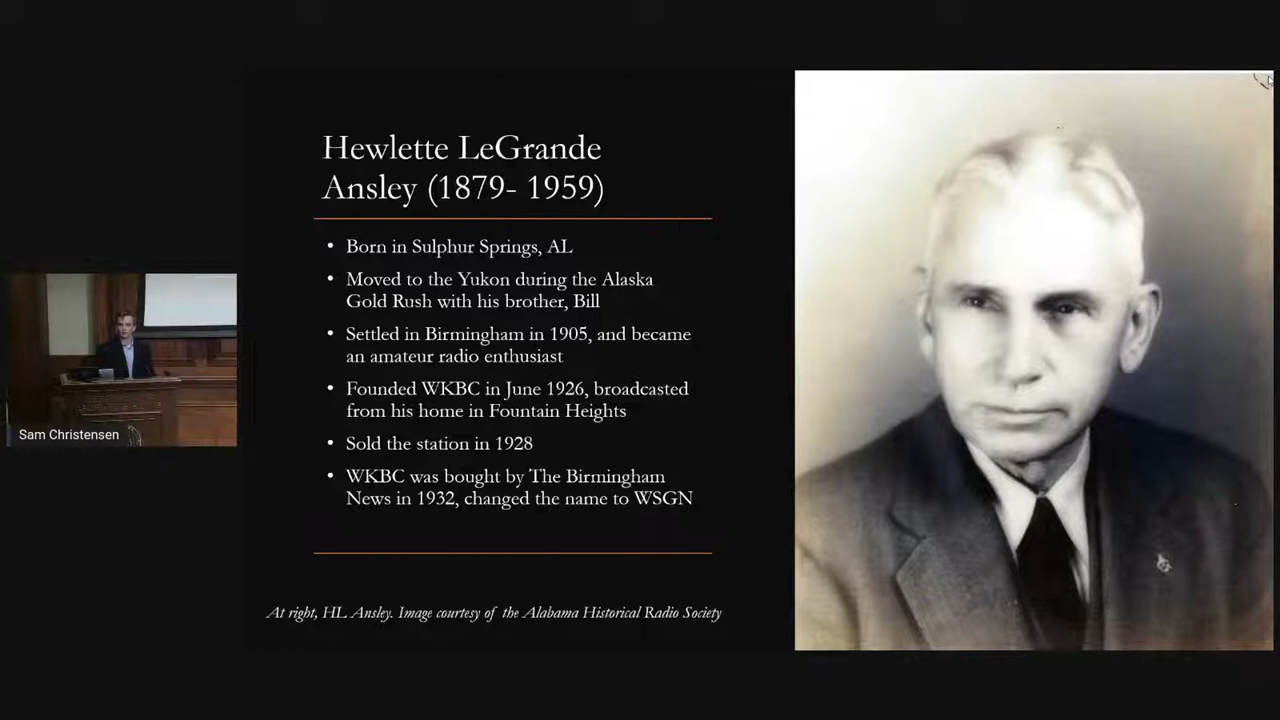 Hewlette LeGrande
Ansley (1879- 1959)
• Born in Sulphur Springs, AL
• Moved to the Yukon during the Alaska
Gold Rush with his brother, Bill
• Settled in Birmingham in 1905, and became
an amateur radio enthusiast
• Founded WKBC in June 1926, broadcasted
from his home in Fountain Heights
• Sold the station in 1928
• WKBC was bought by The Birmingham
News in 1932, changed the name to WSGN
At right, HL Ansley. Image courtesy of the Alabama Historical Radio Society
Sam Christensen